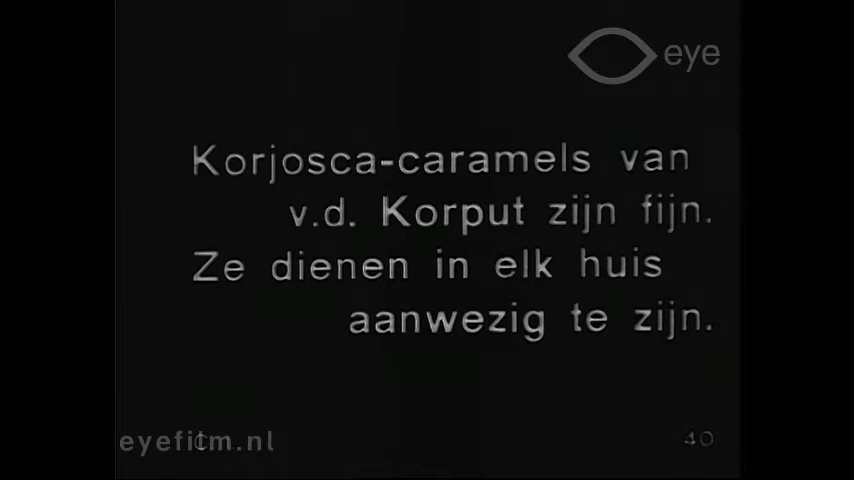 eye
Korjosca-caramels van
v.d. Korput zijn fijn.
Ze dienen in elk huis
aanwezig te zijn.
eyefilm.nl
40